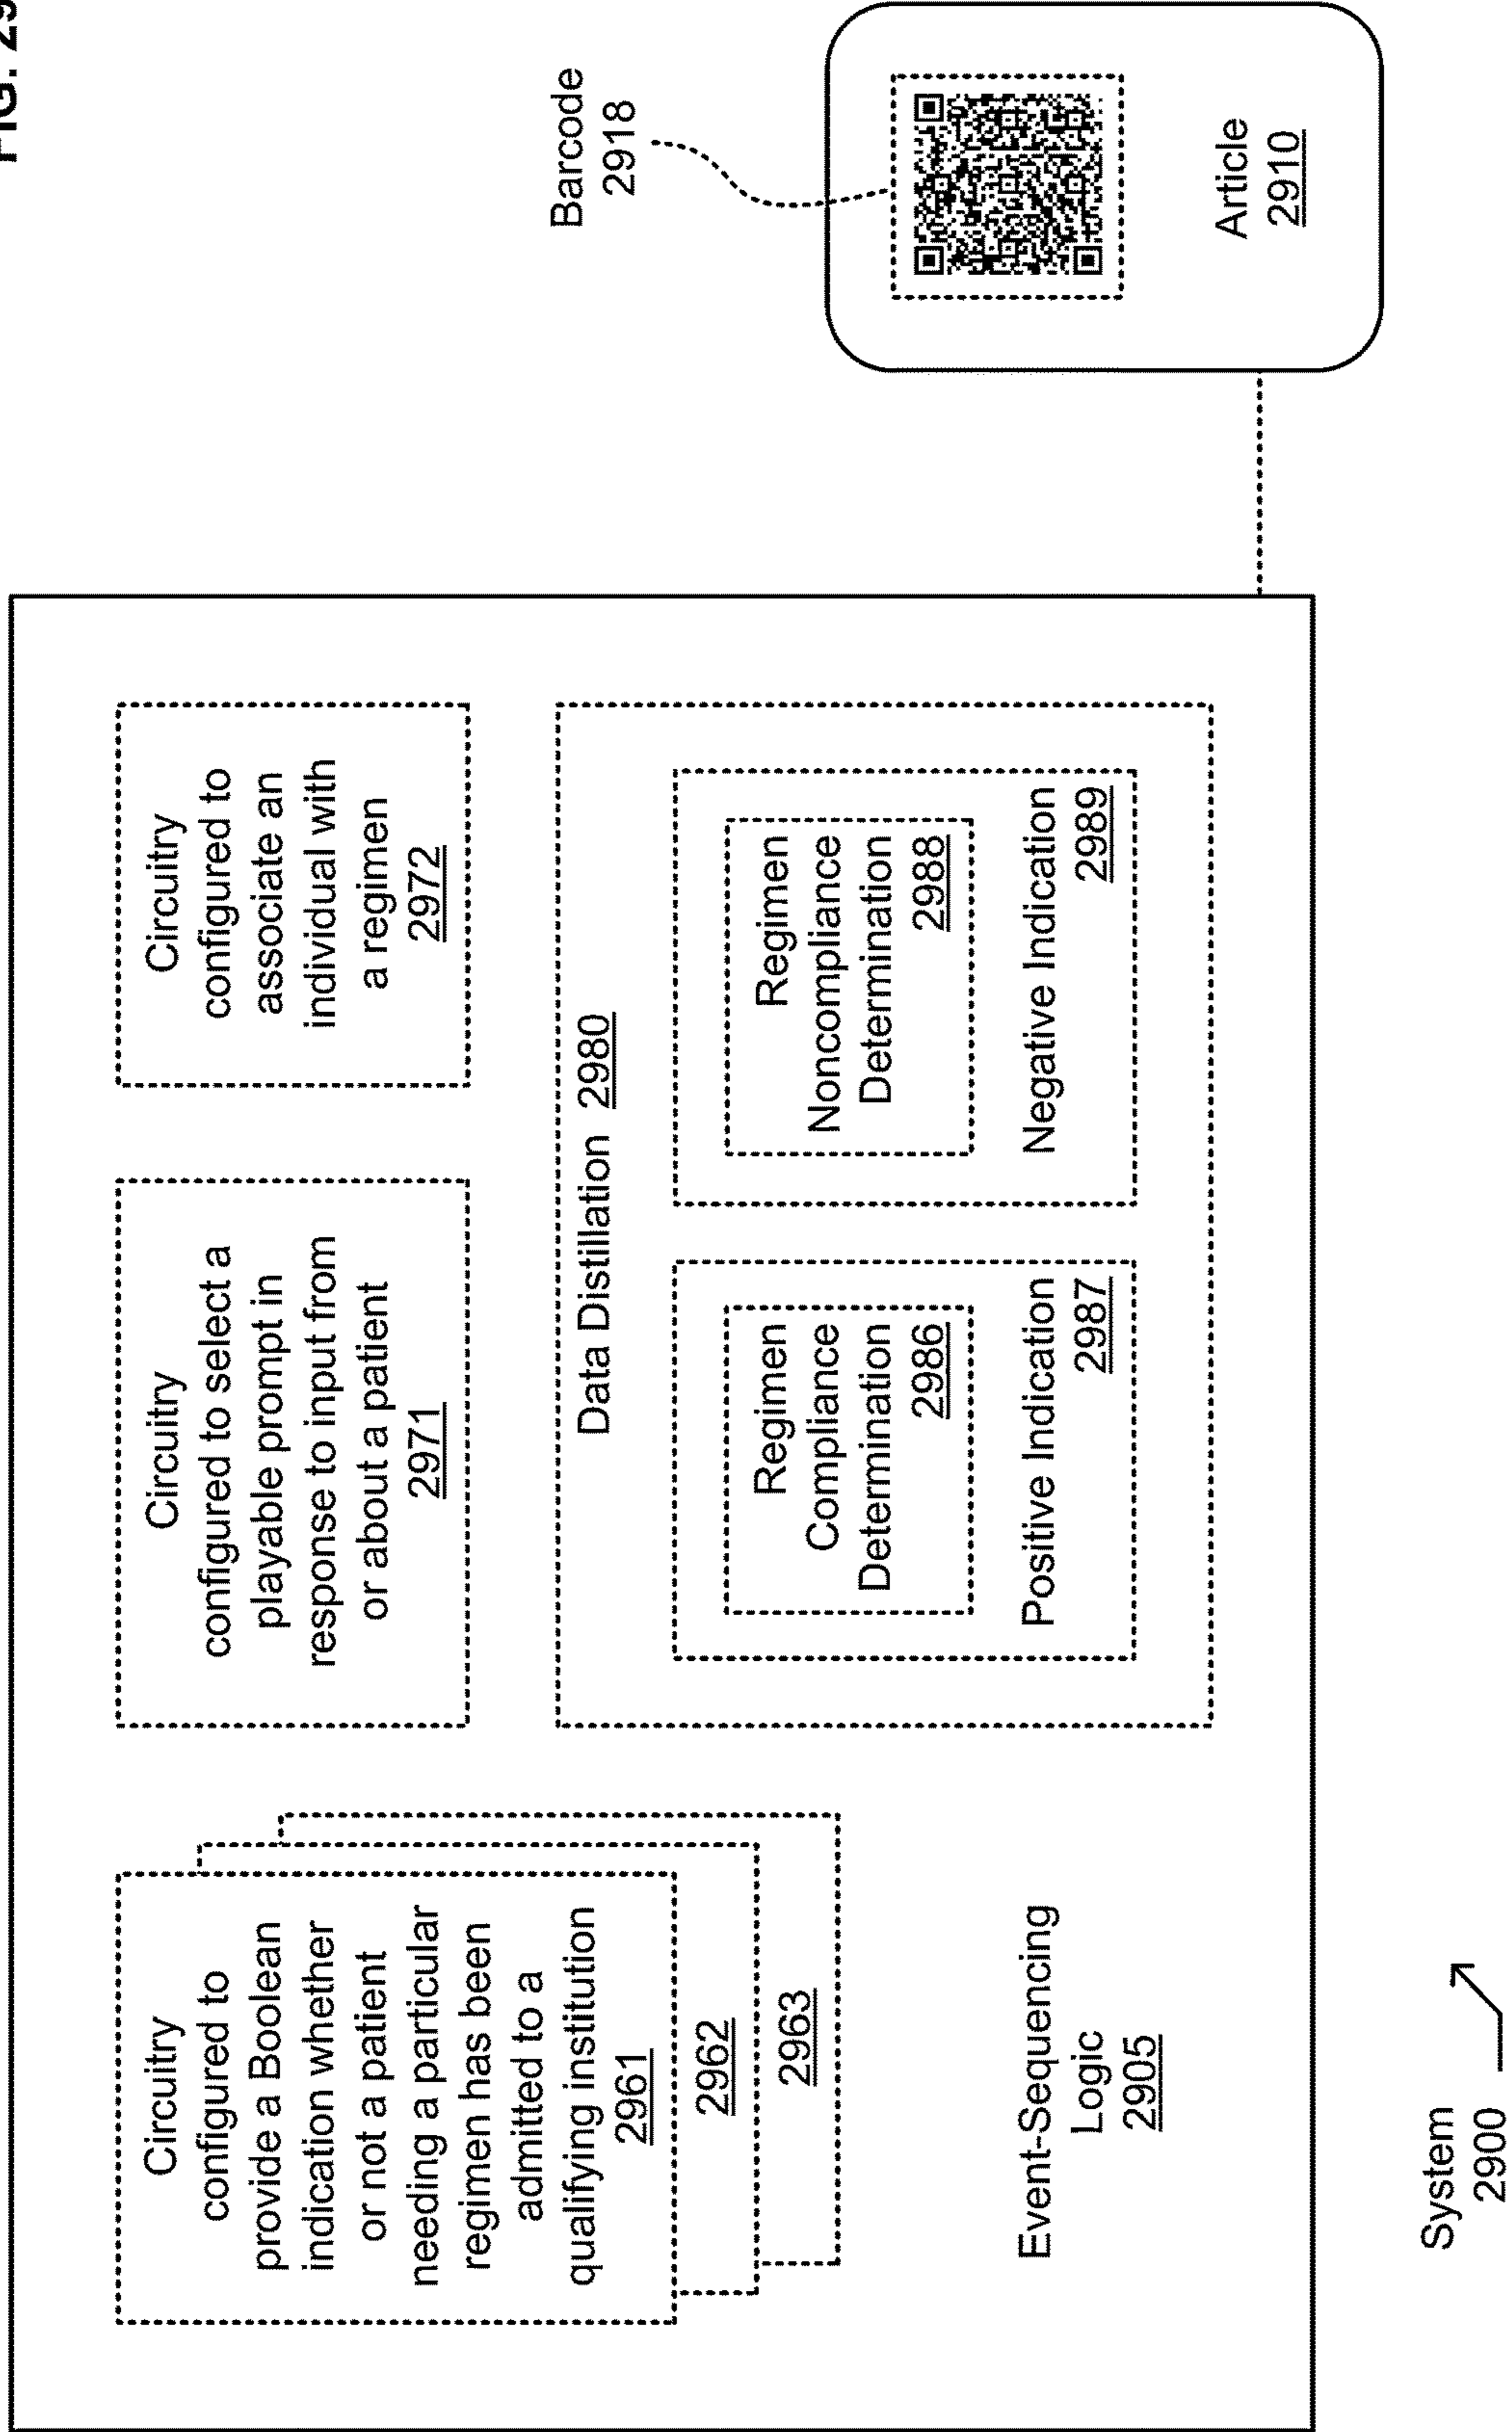 FIG. 29
Circuitry
configured to
provide a Boolean
indication whether
or not a patient
needing a particular
regimen has been
admitted to a
qualifying institution
2961
2962
2963
Event-Sequencing
Logic
2905
Circuitry
configured to select a
playable prompt in
response to input from
or about a patient
2971
Circuitry
configured to
associate an
individual with
a regimen
2972
Data Distillation 2980
Regimen
Compliance
Determination
2986
Positive Indication
2987
Regimen
Noncompliance
Determination
2988
Negative Indication
2989
Barcode
2918
Article
2910
System
2900